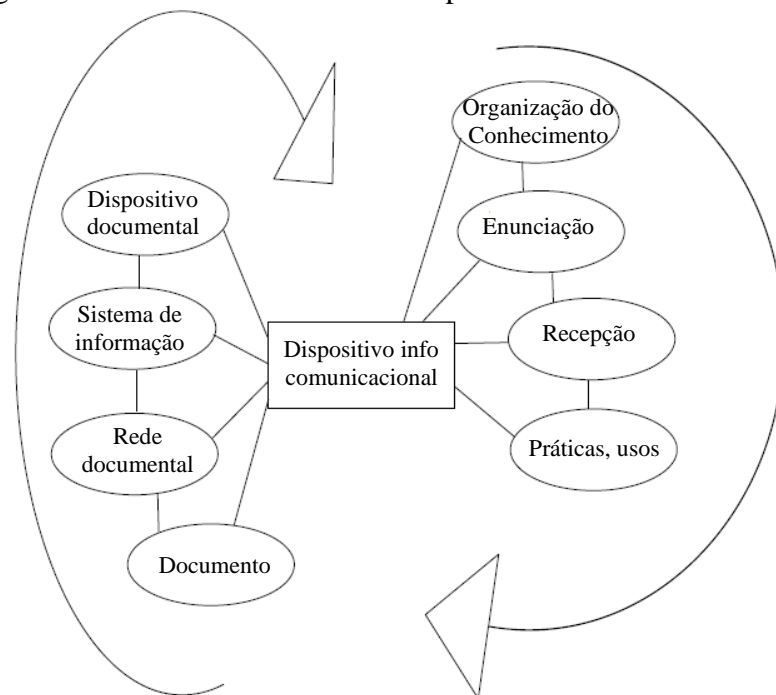 Organização do
Conhecimento
Dispositivo
documental
Enunciação
Sistema de
informação
Dispositivo info
comunicacional
Recepção
Rede
documental
Práticas, usos
Documento